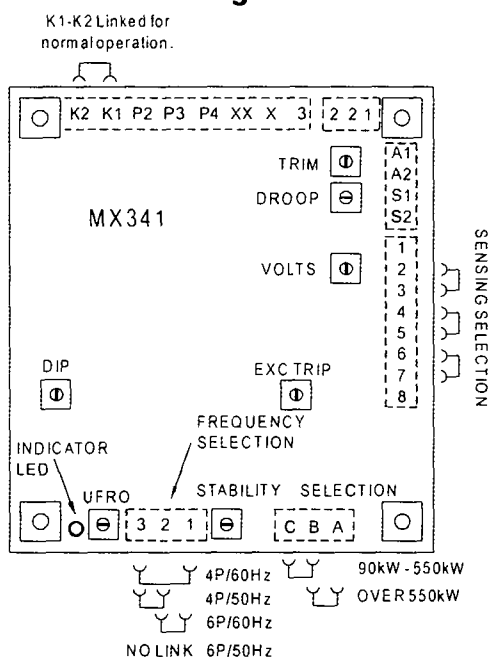 K1-K2 Linked for
normal operation.
K2 K1 P2 P3 P4 XX X 3 2 2 1
TRIM
A1
A2
DROOP
S1
S2
MX341
1
VOLTS
2
3
4
5
6
7
8
SENSING SELECTION
DIP
EXC TRIP
FREQUENCY
SELECTION
INDICATOR
LED
UFRO
STABILITY SELECTION
3 2 1
C B A
4P/60Hz
90kW - 550kW
4P/50Hz
OVER 550kW
6P/60Hz
NO LINK 6P/50Hz